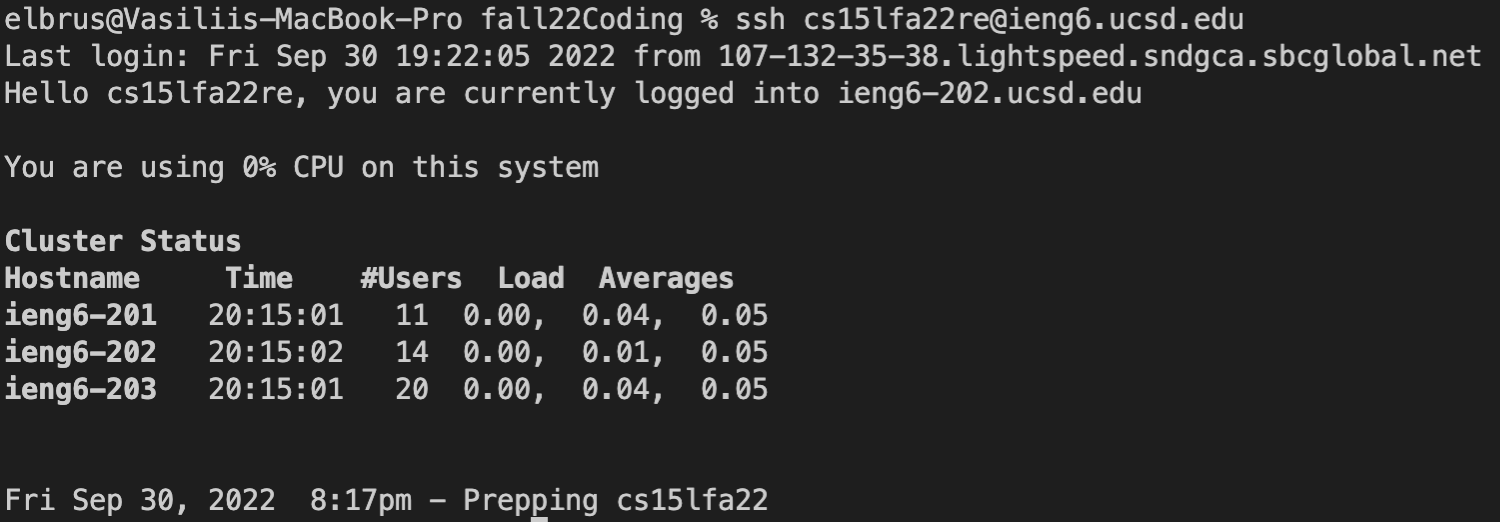 elbrus@Vasiliis-MacBook-Pro fall22Coding % ssh cs15lfa22re@ieng6.ucsd.edu
Last login: Fri Sep 30 19:22:05 2022 from 107-132-35-38.lightspeed.sndgca.sbcglobal.net
Hello cs15lfa22re, you are currently logged into ieng6-202.ucsd.edu
You are using 0% CPU on this system
Cluster Status
Hostname     Time    #Users  Load  Averages
ieng6-201   20:15:01   11  0.00,  0.04,  0.05
ieng6-202   20:15:02   14  0.00,  0.01,  0.05
ieng6-203   20:15:01   20  0.00,  0.04,  0.05
Fri Sep 30, 2022  8:17pm - Prepping cs15lfa22